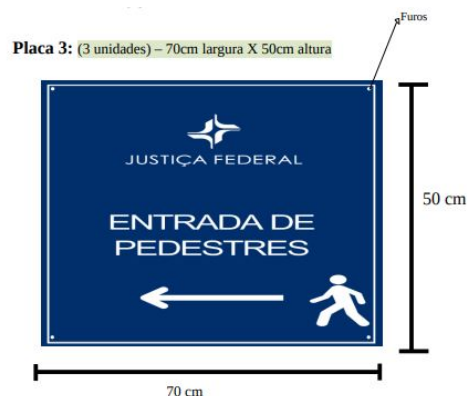 Furos
Placa 3: (3 unidades) – 70cm largura X 50cm altura
JUSTIÇA FEDERAL
ENTRADA DE
PEDESTRES
50 cm
70 cm